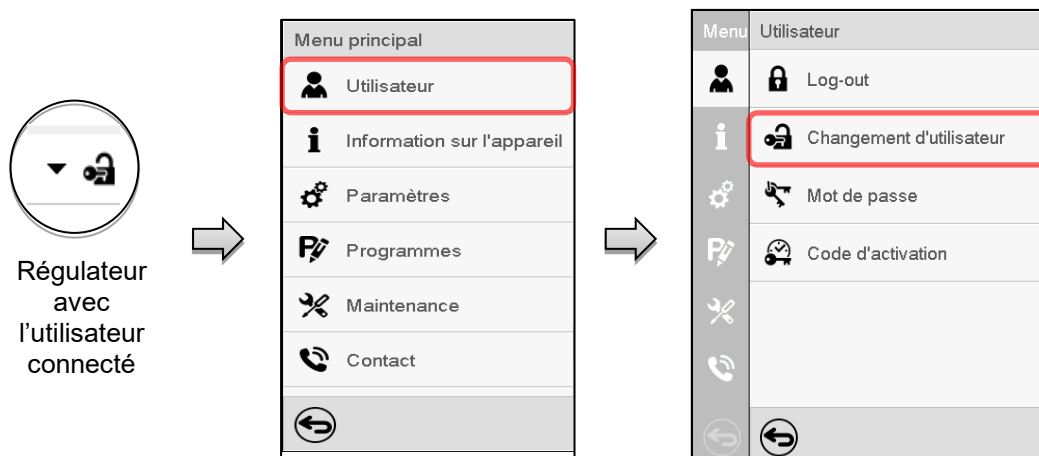 Régulateur
avec
l’utilisateur
connecté
Menu principal
Utilisateur
Information sur l'appareil
Paramètres
Programmes
Maintenance
Contact
Menu
Utilisateur
Log-out
Changement d'utilisateur
Mot de passe
Code d'activation